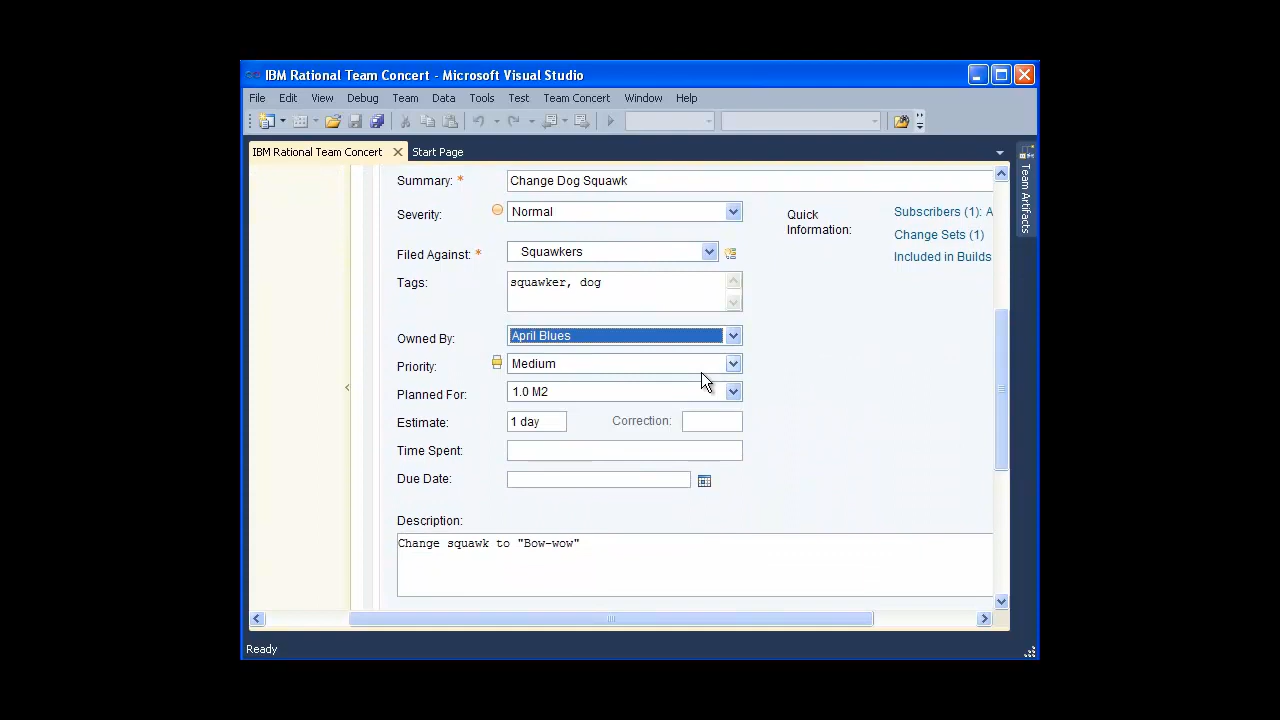 IBM Rational Team Concert - Microsoft Visual Studio
File Edit View Debug Team Data Tools Test Team Concert Window Help
IBM Rational Team Concert Start Page
Team Artifacts
Summary: * Change Dog Squawk
Severity: Normal
Quick Information:
Subscribers (1): A
Change Sets (1)
Included in Builds
Filed Against: * Squawkers
Tags: squawker, dog
Owned By: April Blues
Priority: Medium
Planned For: 1.0 M2
Estimate: 1 day Correction:
Time Spent:
Due Date:
Description:
Change squawk to "Bow-wow"
Ready